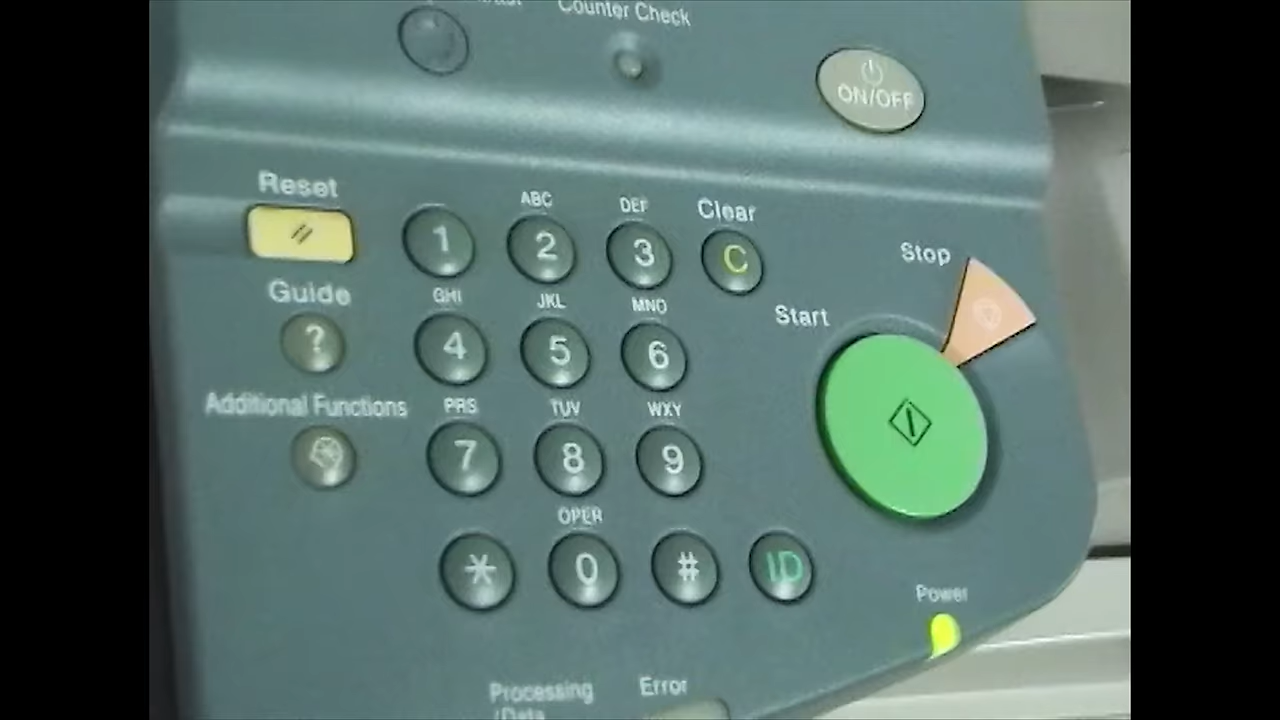 Counter Check
ON/OFF
Reset
ABC
DEF
Clear
1
2
3
C
Stop
Guide
GHI
JKL
MNO
Start
?
4
5
6
Additional Functions
PRS
TUV
WXY
7
8
9
OPER
*
0
#
ID
Power
Processing
/Data
Error